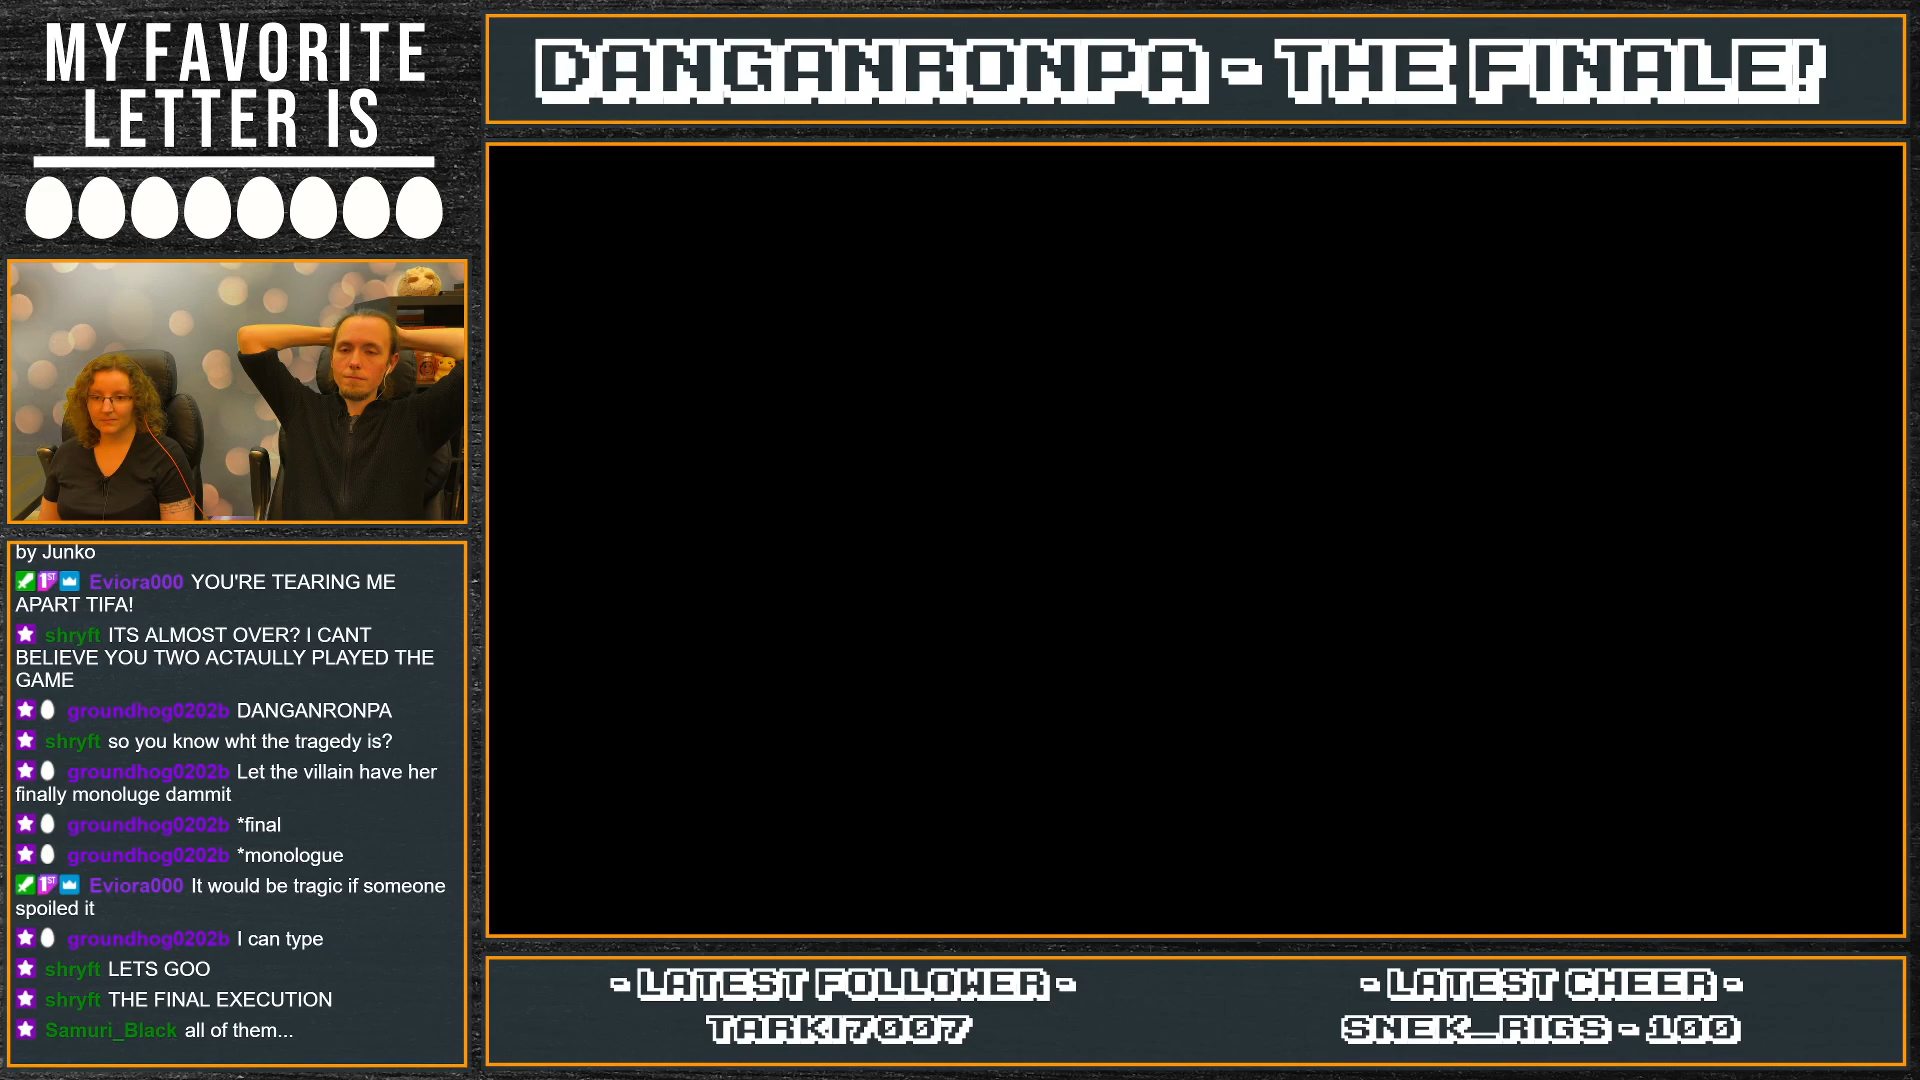 MY FAVORITE
LETTER IS
DANGANRONPA - THE FINALE!
by Junko
Eviora000 YOU'RE TEARING ME
APART TIFA!
shryft ITS ALMOST OVER? I CANT
BELIEVE YOU TWO ACTAULLY PLAYED THE
GAME
groundhog0202b DANGANRONPA
shryft so you know wht the tragedy is?
groundhog0202b Let the villain have her
finally monoluge dammit
groundhog0202b *final
groundhog0202b *monologue
Eviora000 It would be tragic if someone
spoiled it
groundhog0202b I can type
shryft LETS GOO
shryft THE FINAL EXECUTION
Samuri_Black all of them...
- LATEST FOLLOWER -
TARKI7007
- LATEST CHEER -
SNEK_RIGS - 100